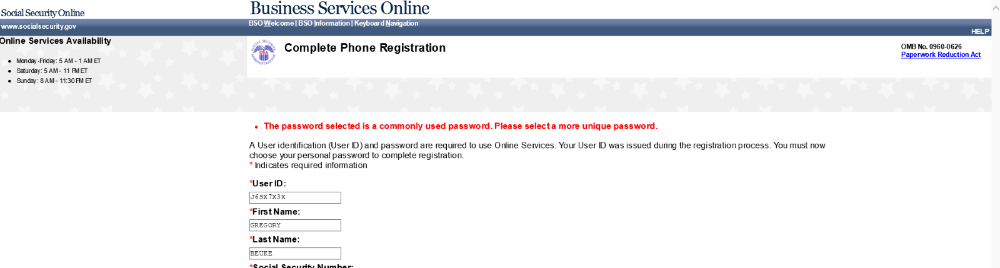 Social Security Online
Business Services Online
www.socialsecurity.gov
BSO Welcome | BSO Information | Keyboard Navigation
HELP
Online Services Availability
• Monday-Friday: 5 AM - 1 AM ET
• Saturday: 5 AM - 11 PM ET
• Sunday: 8 AM - 11:30 PM ET
SOCIAL SECURITY ADMINISTRATION
USA
Complete Phone Registration
OMB No. 0960-0626
Paperwork Reduction Act
• The password selected is a commonly used password. Please select a more unique password.
A User identification (User ID) and password are required to use Online Services. Your User ID was issued during the registration process. You must now
choose your personal password to complete registration.
* Indicates required information
*User ID:
J6SX7X3X
*First Name:
GREGORY
*Last Name:
BEUKE
*Social Security Number: